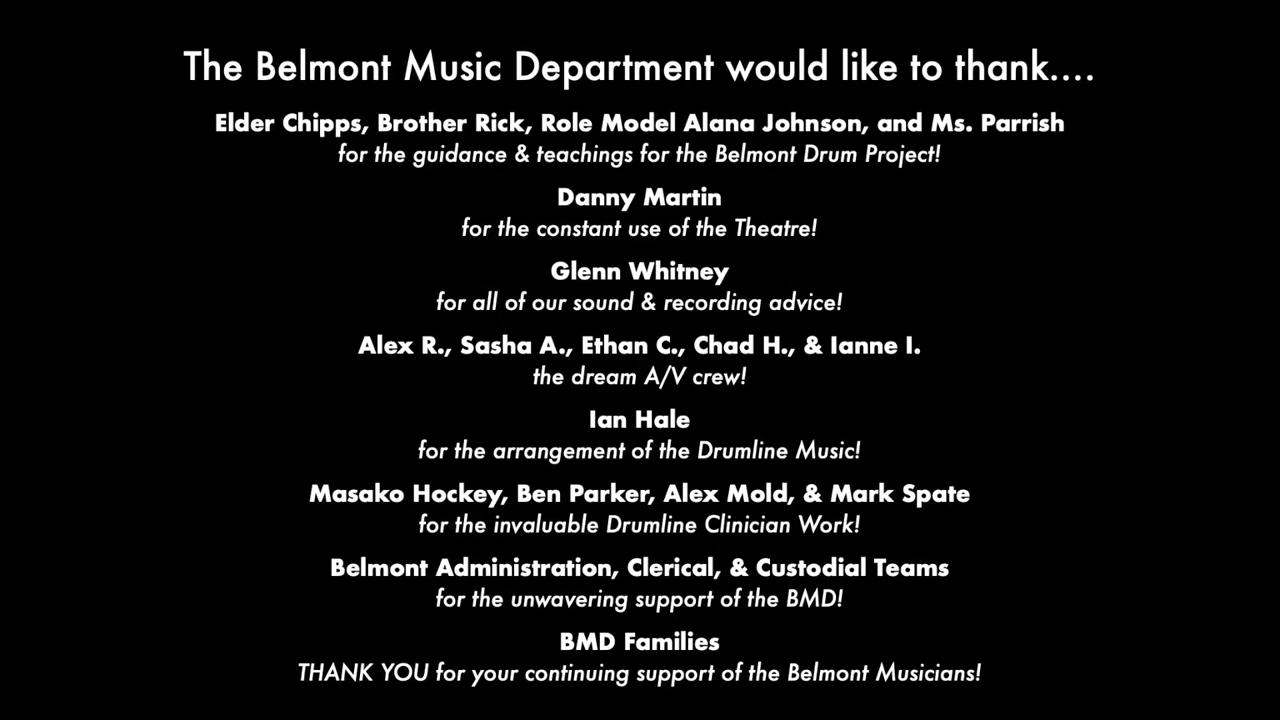 The Belmont Music Department would like to thank....
Elder Chipps, Brother Rick, Role Model Alana Johnson, and Ms. Parrish
for the guidance & teachings for the Belmont Drum Project!
Danny Martin
for the constant use of the Theatre!
Glenn Whitney
for all of our sound & recording advice!
Alex R., Sasha A., Ethan C., Chad H., & Ianne I.
the dream A/V crew!
Ian Hale
for the arrangement of the Drumline Music!
Masako Hockey, Ben Parker, Alex Mold, & Mark Spate
for the invaluable Drumline Clinician Work!
Belmont Administration, Clerical, & Custodial Teams
for the unwavering support of the BMD!
BMD Families
THANK YOU for your continuing support of the Belmont Musicians!